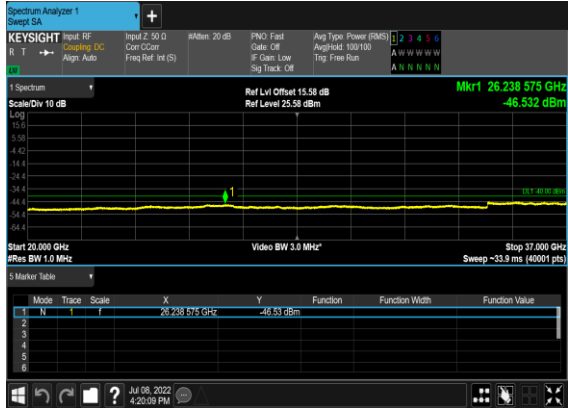 Spectrum Analyzer 1
Swept SA
KEYSIGHT Input: RF Input Z: 50 Ω #Atten: 20 dB PNO: Fast Avg Type: Power (RMS) 1 2 3 4 5 6
R T Coupling: DC Corr CCorr Gate: Off Avg|Hold: 100/100 A W W W W W
Align: Auto Freq Ref: Int (S) IF Gain: Low Trig: Free Run
Sig Track: Off A N N N N N
1 Spectrum Ref Lvl Offset 15.58 dB Mkr1 26.238 575 GHz
Scale/Div 10 dB Ref Level 25.58 dBm -46.532 dBm
Log
15.6
5.58
-4.42
-14.4
-24.4
-34.4 1 DL1 -40.00 dBm
-44.4
-54.4
-64.4
Start 20.000 GHz Video BW 3.0 MHz* Stop 37.000 GHz
#Res BW 1.0 MHz Sweep ~33.9 ms (40001 pts)
5 Marker Table
Mode Trace Scale X Y Function Function Width Function Value
1 N 1 f 26.238 575 GHz -46.53 dBm
2
3
4
5
6
? Jul 08, 2022
4:20:09 PM